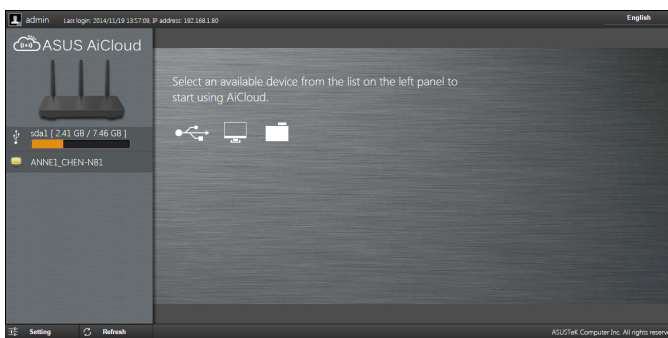 admin Last login: 2014/11/19 13:57:09, IP address: 192.168.1.80
English
ASUS AiCloud
Select an available device from the list on the left panel to
start using AiCloud.
sda1 [ 2.41 GB / 7.46 GB ]
ANNE1_CHEN-NB1
Setting
Refresh
ASUSTeK Computer Inc. All rights reserve